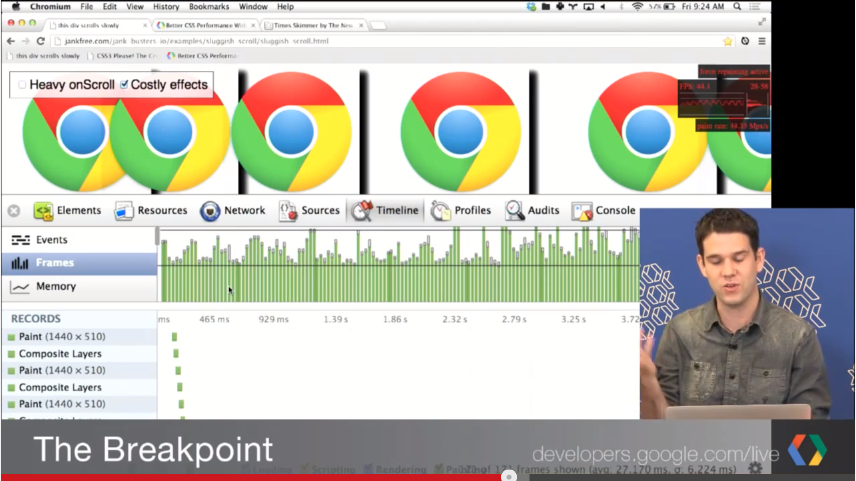 Chromium File Edit View History Bookmarks Window Help
57% Fri 9:24 AM
this div scrolls slowly
Better CSS Performance With
Times Skimmer by The New
jankfree.com/jank_busters_in/examples/sluggish_scroll/sluggish_scroll.html
this div scrolls slowly CSS3 Please! The C Better CSS Performa
Heavy onScroll Costly effects
FPS: 44.1
Elements Resources Network Sources Timeline Profiles Audits Console
Events
Frames
Memory
ms 465 ms 929 ms 1.39 s 1.86 s 2.32 s 2.79 s 3.25 s 3.72
RECORDS
Paint (1440 × 510)
Composite Layers
Paint (1440 × 510)
Composite Layers
Paint (1440 × 510)
The Breakpoint
developers.google.com/live
Loading Scripting Rendering
frames shown (avg: 27.170 ms, σ: 6.224 ms)